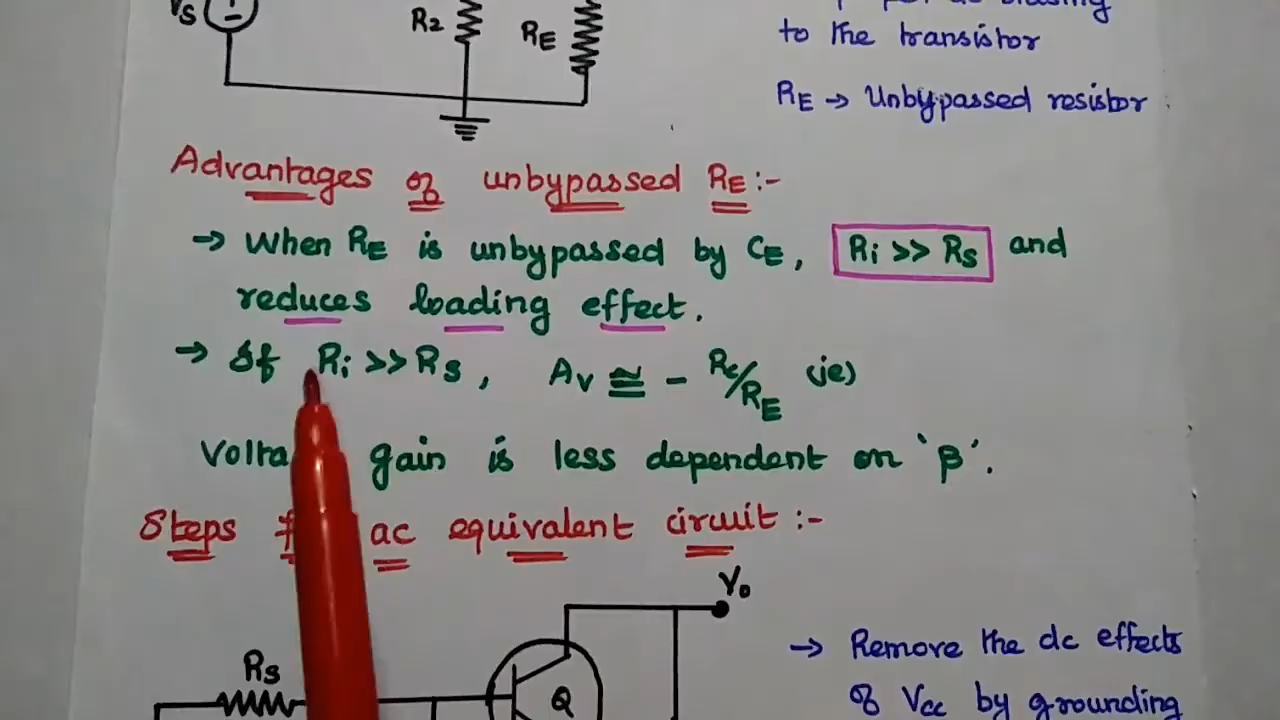 Vs
R2
RE
to the transistor
RE → Unbypassed resistor
Advantages of unbypassed RE:-
→ When RE is unbypassed by CE, Ri >> Rs and
reduces loading effect.
→ If Ri >> Rs, Av ≅ - Rc/RE (ie)
gain is less dependent on 'β'.
Steps ac equivalent circuit :-
Vo
Rs
Q
→ Remove the dc effects
of Vcc by grounding